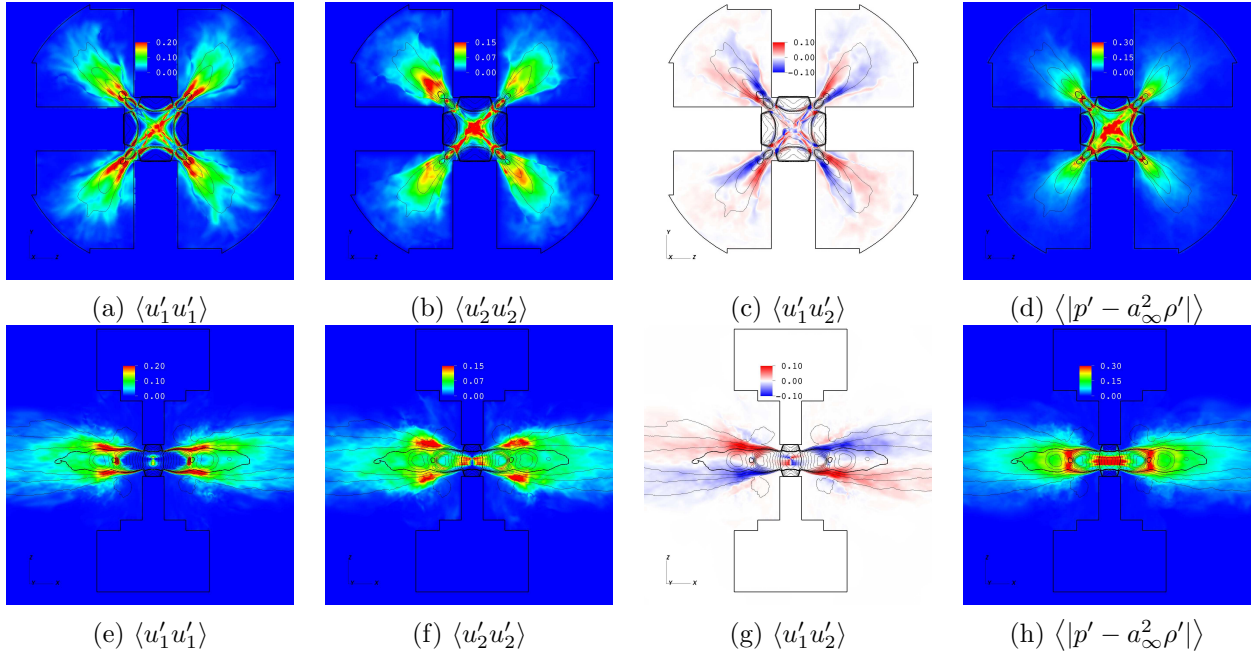 0.20
0.10
0.00
(a) ⟨u′₁u′₁⟩
0.15
0.07
0.00
(b) ⟨u′₂u′₂⟩
0.10
0.00
−0.10
Y
X Z
(c) ⟨u′₁u′₂⟩
0.30
0.15
0.00
(d) ⟨|p′ − a²∞ρ′|⟩
0.20
0.10
0.00
(e) ⟨u′₁u′₁⟩
0.15
0.07
0.00
(f) ⟨u′₂u′₂⟩
0.10
0.00
−0.10
Z
Y X
(g) ⟨u′₁u′₂⟩
0.30
0.15
0.00
(h) ⟨|p′ − a²∞ρ′|⟩